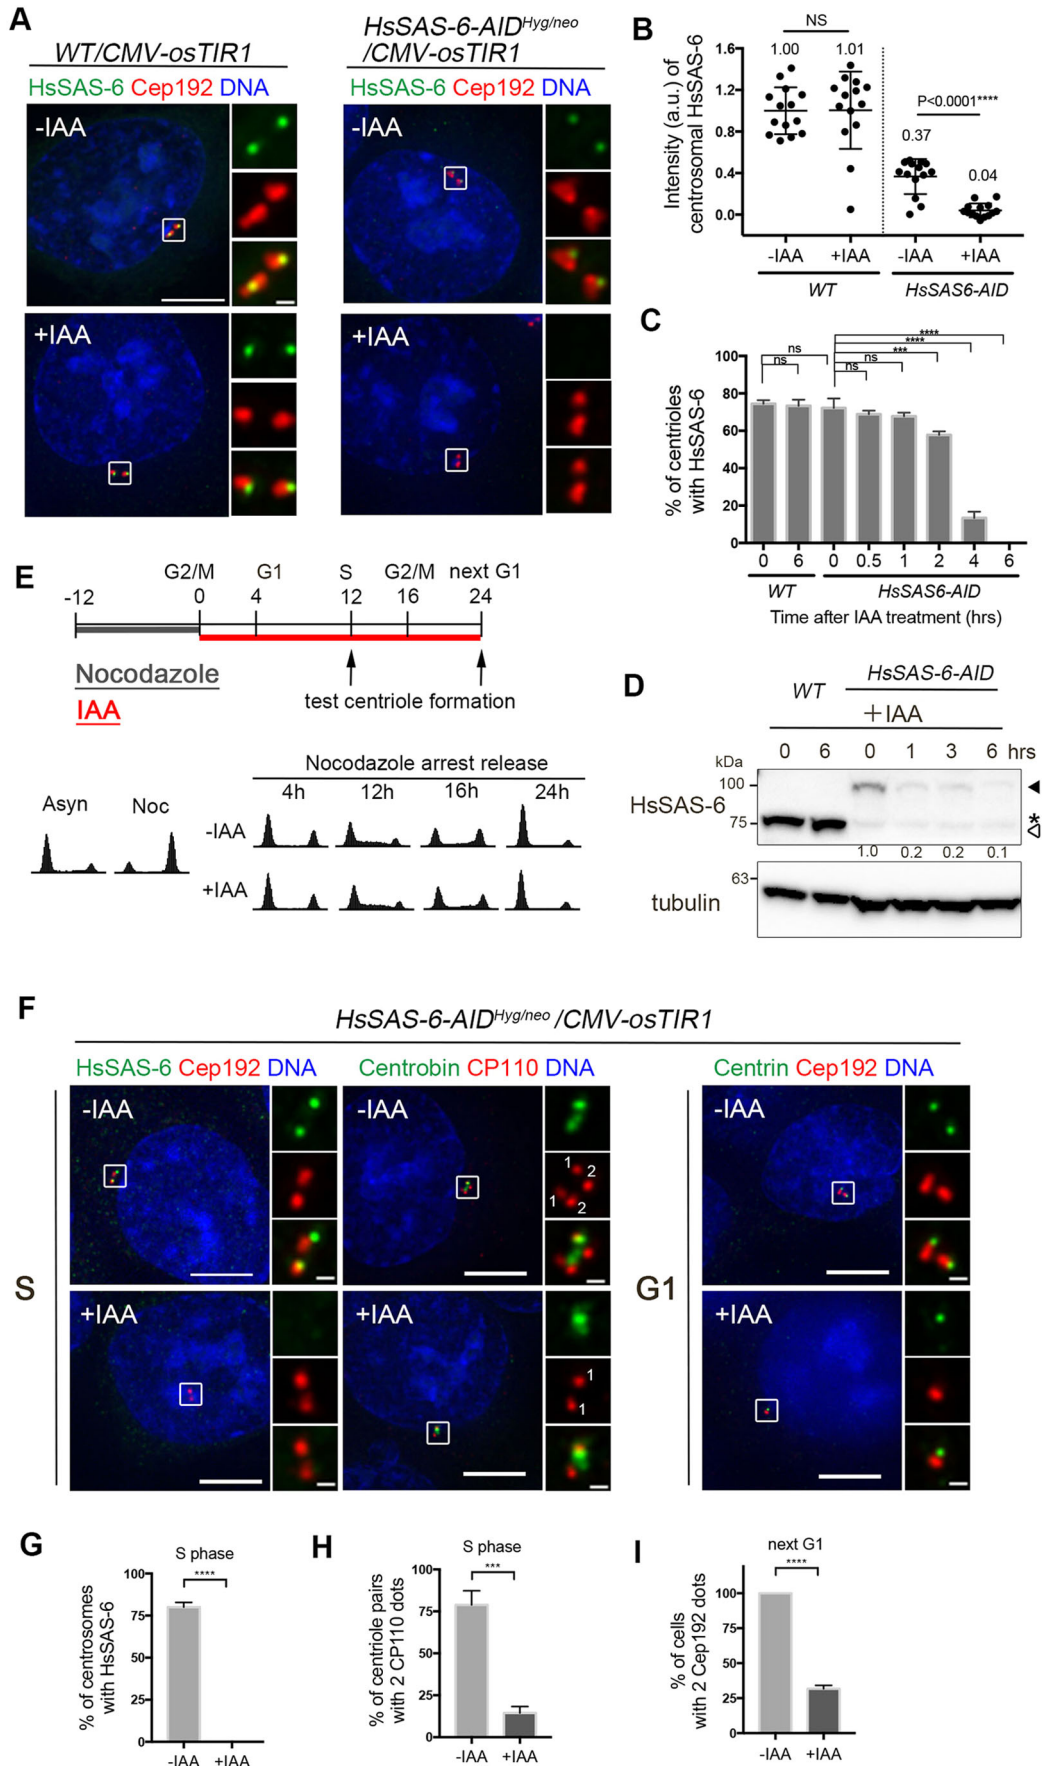 A
WT/CMV-osTIR1
HsSAS-6-AID^Hyg/neo
/CMV-osTIR1
HsSAS-6 Cep192 DNA
HsSAS-6 Cep192 DNA
-IAA
-IAA
+IAA
+IAA
B
Intensity (a.u.) of
centrosomal HsSAS-6
1.6
1.2
0.8
0.4
0.0
NS
1.00
1.01
P<0.0001****
0.37
0.04
-IAA +IAA -IAA +IAA
WT HsSAS6-AID
C
% of centrioles
with HsSAS-6
100
80
60
40
20
0
ns
ns
ns
ns
***
****
****
0 6 0 0.5 1 2 4 6
WT HsSAS6-AID
Time after IAA treatment (hrs)
E
G2/M G1 S G2/M next G1
-12 0 4 12 16 24
Nocodazole
IAA
test centriole formation
Nocodazole arrest release
Asyn Noc
4h 12h 16h 24h
-IAA
+IAA
D
WT HsSAS-6-AID
+IAA
0 6 0 1 3 6 hrs
kDa
100
HsSAS-6
75
*
1.0 0.2 0.2 0.1
63
tubulin
F
HsSAS-6-AID^Hyg/neo /CMV-osTIR1
HsSAS-6 Cep192 DNA
Centrobin CP110 DNA
Centrin Cep192 DNA
S
G1
-IAA
-IAA
1
2
1
2
-IAA
+IAA
+IAA
1
1
+IAA
G
S phase
****
% of centrosomes
with HsSAS-6
100
75
50
25
0
-IAA +IAA
H
S phase
***
% of centriole pairs
with 2 CP110 dots
100
75
50
25
0
-IAA +IAA
I
next G1
****
% of cells
with 2 Cep192 dots
100
75
50
25
0
-IAA +IAA